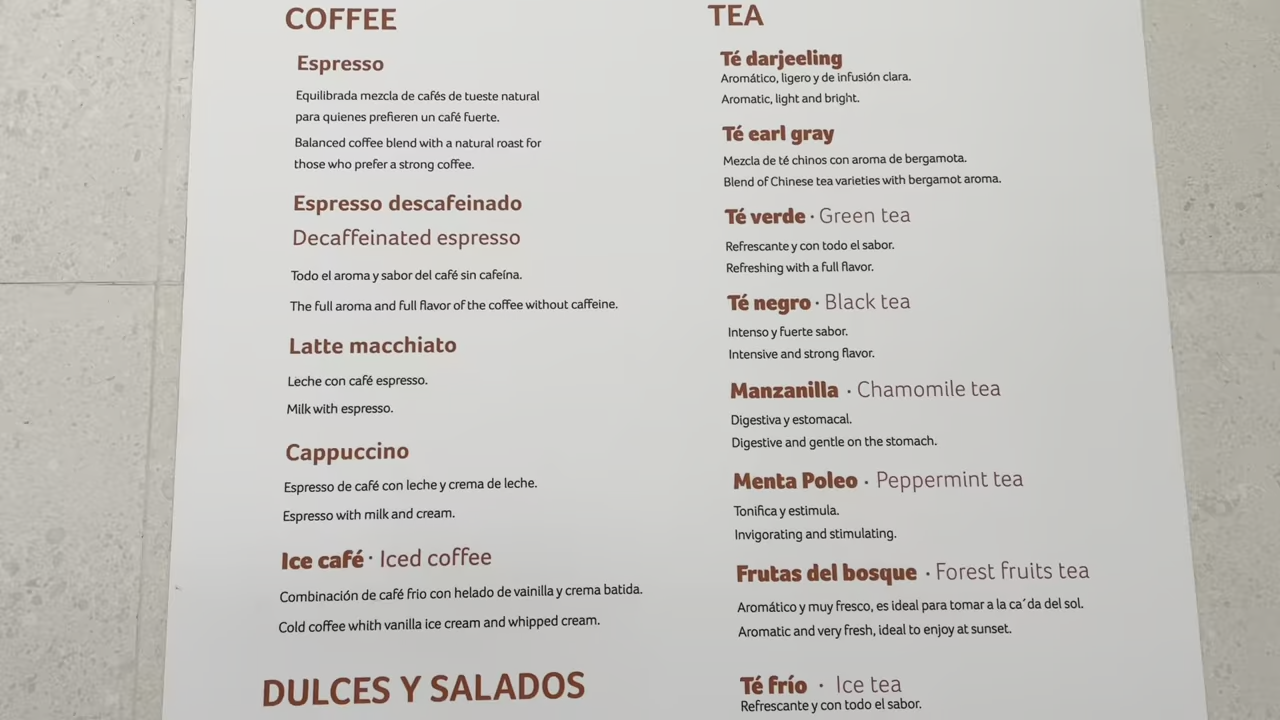 COFFEE
Espresso
Equilibrada mezcla de cafés de tueste natural
para quienes prefieren un café fuerte.
Balanced coffee blend with a natural roast for
those who prefer a strong coffee.
Espresso descafeinado
Decaffeinated espresso
Todo el aroma y sabor del café sin cafeína.
The full aroma and full flavor of the coffee without caffeine.
Latte macchiato
Leche con café espresso.
Milk with espresso.
Cappuccino
Espresso de café con leche y crema de leche.
Espresso with milk and cream.
Ice café · Iced coffee
Combinación de café frio con helado de vainilla y crema batida.
Cold coffee whith vanilla ice cream and whipped cream.
DULCES Y SALADOS
TEA
Té darjeeling
Aromático, ligero y de infusión clara.
Aromatic, light and bright.
Té earl gray
Mezcla de té chinos con aroma de bergamota.
Blend of Chinese tea varieties with bergamot aroma.
Té verde · Green tea
Refrescante y con todo el sabor.
Refreshing with a full flavor.
Té negro · Black tea
Intenso y fuerte sabor.
Intensive and strong flavor.
Manzanilla · Chamomile tea
Digestiva y estomacal.
Digestive and gentle on the stomach.
Menta Poleo · Peppermint tea
Tonifica y estimula.
Invigorating and stimulating.
Frutas del bosque · Forest fruits tea
Aromático y muy fresco, es ideal para tomar a la ca´da del sol.
Aromatic and very fresh, ideal to enjoy at sunset.
Té frío · Ice tea
Refrescante y con todo el sabor.